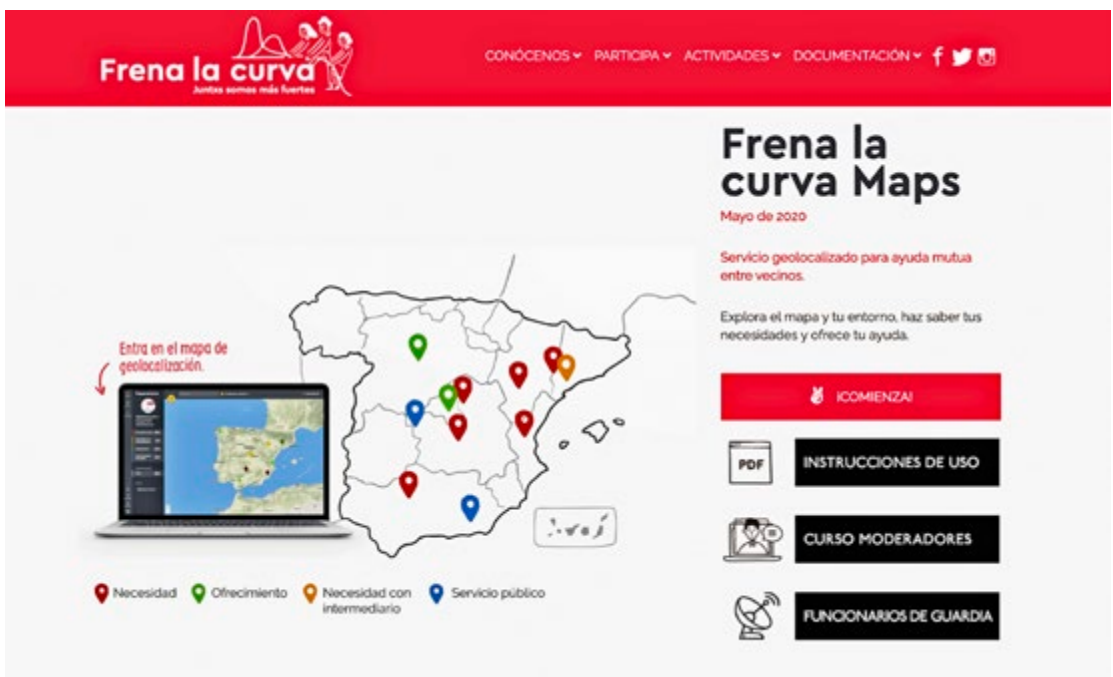 Frena la curva
Juntxs somos más fuertes
CONÓCENOS
PARTICIPA
ACTIVIDADES
DOCUMENTACIÓN
Frena la
curva Maps
Mayo de 2020
Servicio geolocalizado para ayuda mutua
entre vecinos.
Explora el mapa y tu entorno, haz saber tus
necesidades y ofrece tu ayuda.
¡COMIENZA!
PDF
INSTRUCCIONES DE USO
CURSO MODERADORES
FUNCIONARIOS DE GUARDIA
Entra en el mapa de
geolocalización.
Necesidad
Ofrecimiento
Necesidad con
intermediario
Servicio público